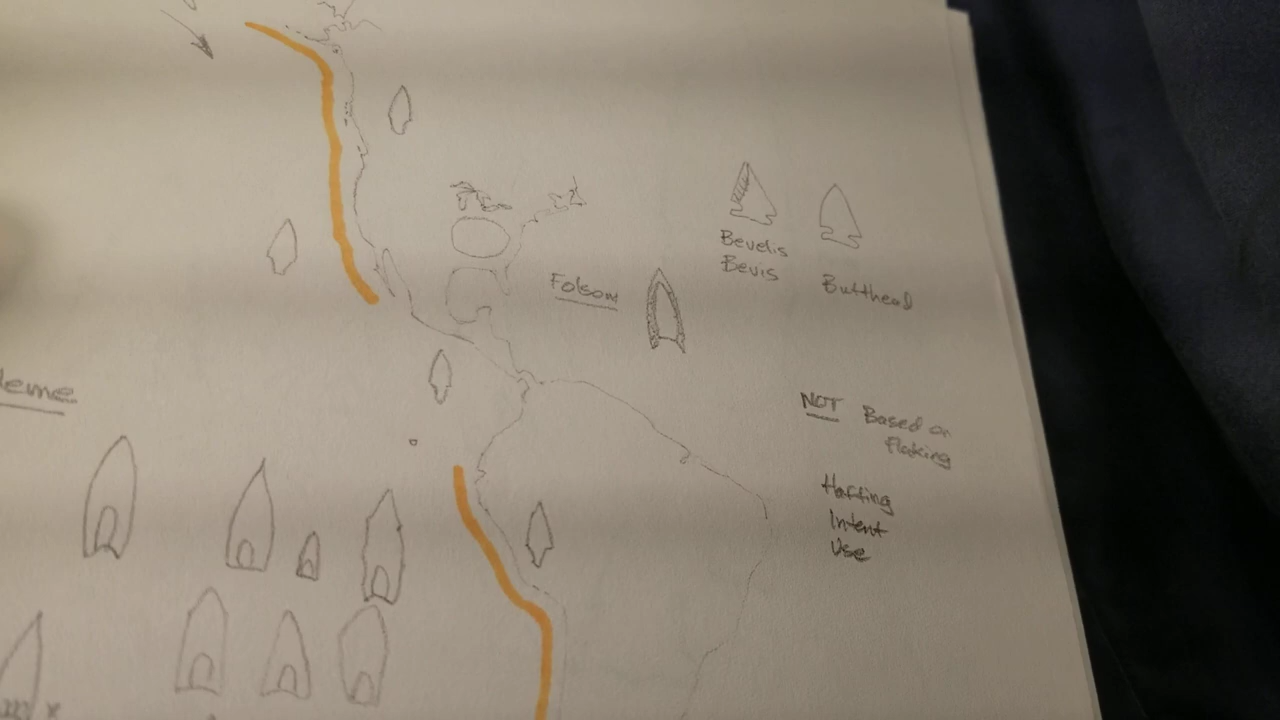 Bevelis
Bevis
Butthead
Folsom
NOT Based on
flaking
Hafting
Intent
Use